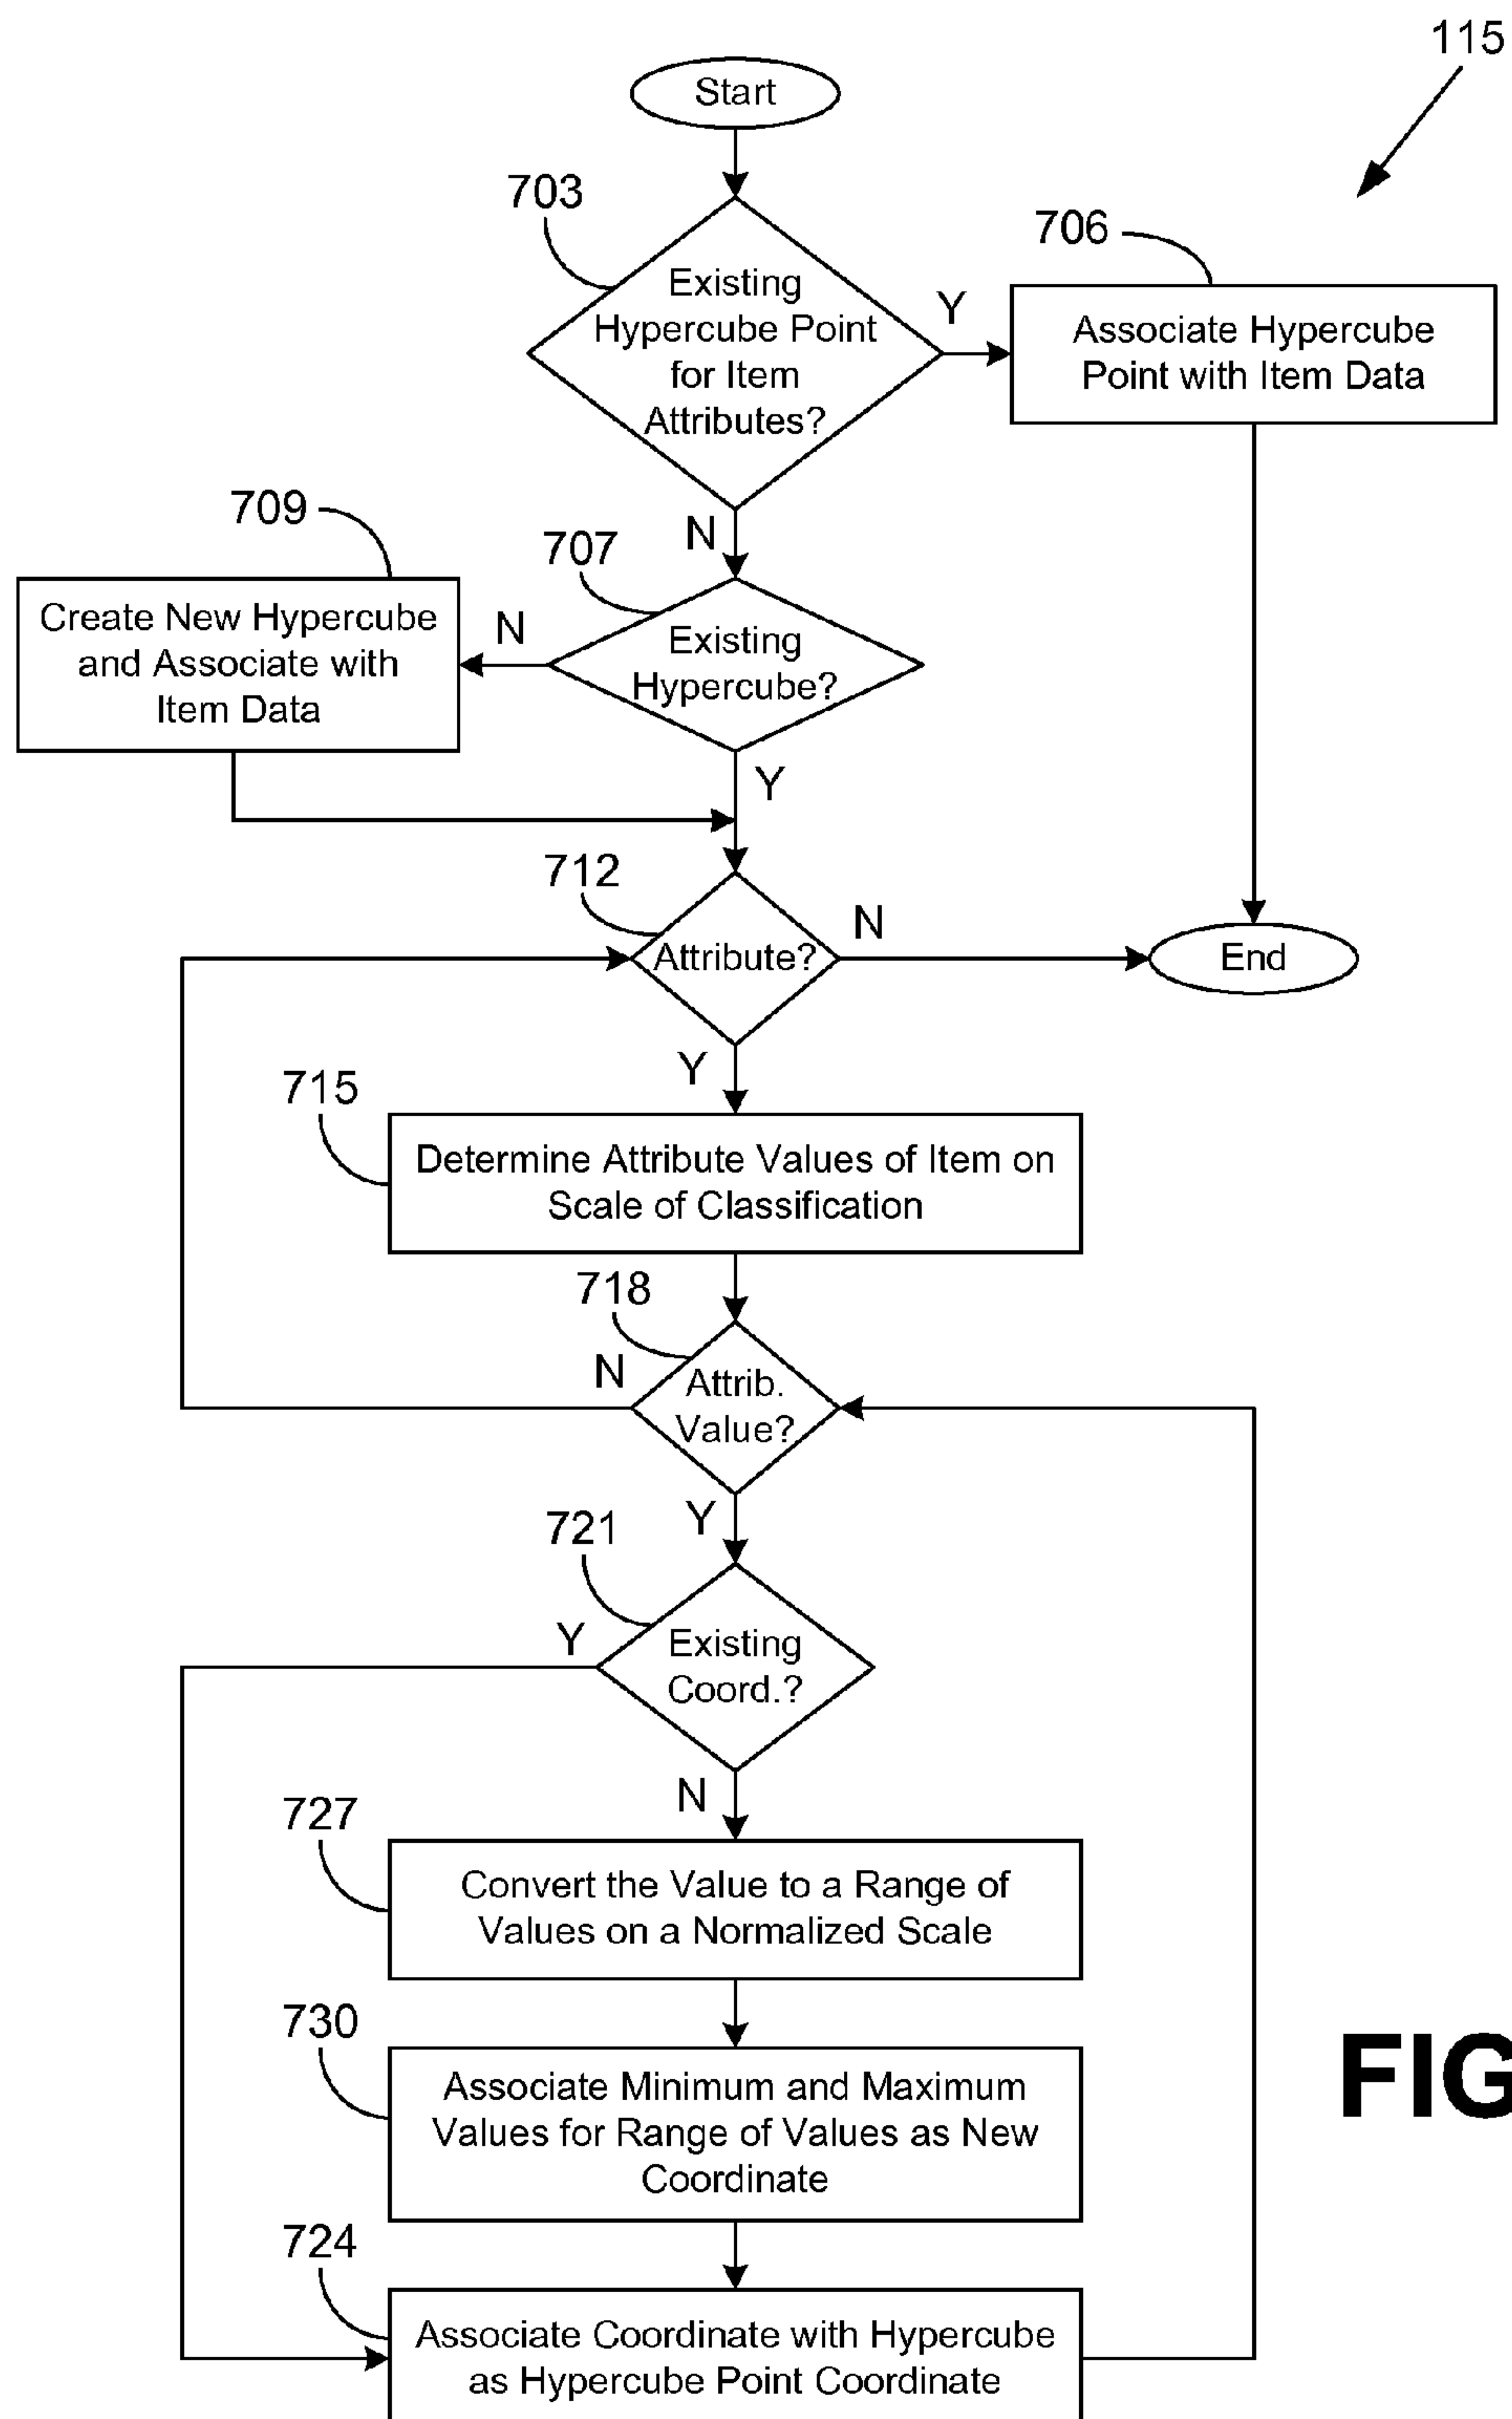 115
Start
703
Existing
Hypercube Point
for Item
Attributes?
Y
706
Associate Hypercube
Point with Item Data
N
709
Create New Hypercube
and Associate with
Item Data
707
N
Existing
Hypercube?
Y
712
Attribute?
N
End
Y
715
Determine Attribute Values of Item on
Scale of Classification
718
N
Attrib.
Value?
Y
721
Y
Existing
Coord.?
N
727
Convert the Value to a Range of
Values on a Normalized Scale
730
Associate Minimum and Maximum
Values for Range of Values as New
Coordinate
FIG
724
Associate Coordinate with Hypercube
as Hypercube Point Coordinate